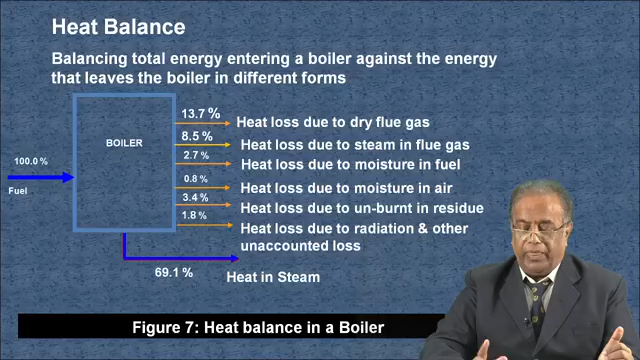 Heat Balance
Balancing total energy entering a boiler against the energy
that leaves the boiler in different forms
BOILER
100.0 %
Fuel
13.7 % Heat loss due to dry flue gas
8.5 % Heat loss due to steam in flue gas
2.7 % Heat loss due to moisture in fuel
0.8 % Heat loss due to moisture in air
3.4 % Heat loss due to un-burnt in residue
1.8 % Heat loss due to radiation & other
unaccounted loss
69.1 % Heat in Steam
Figure 7: Heat balance in a Boiler